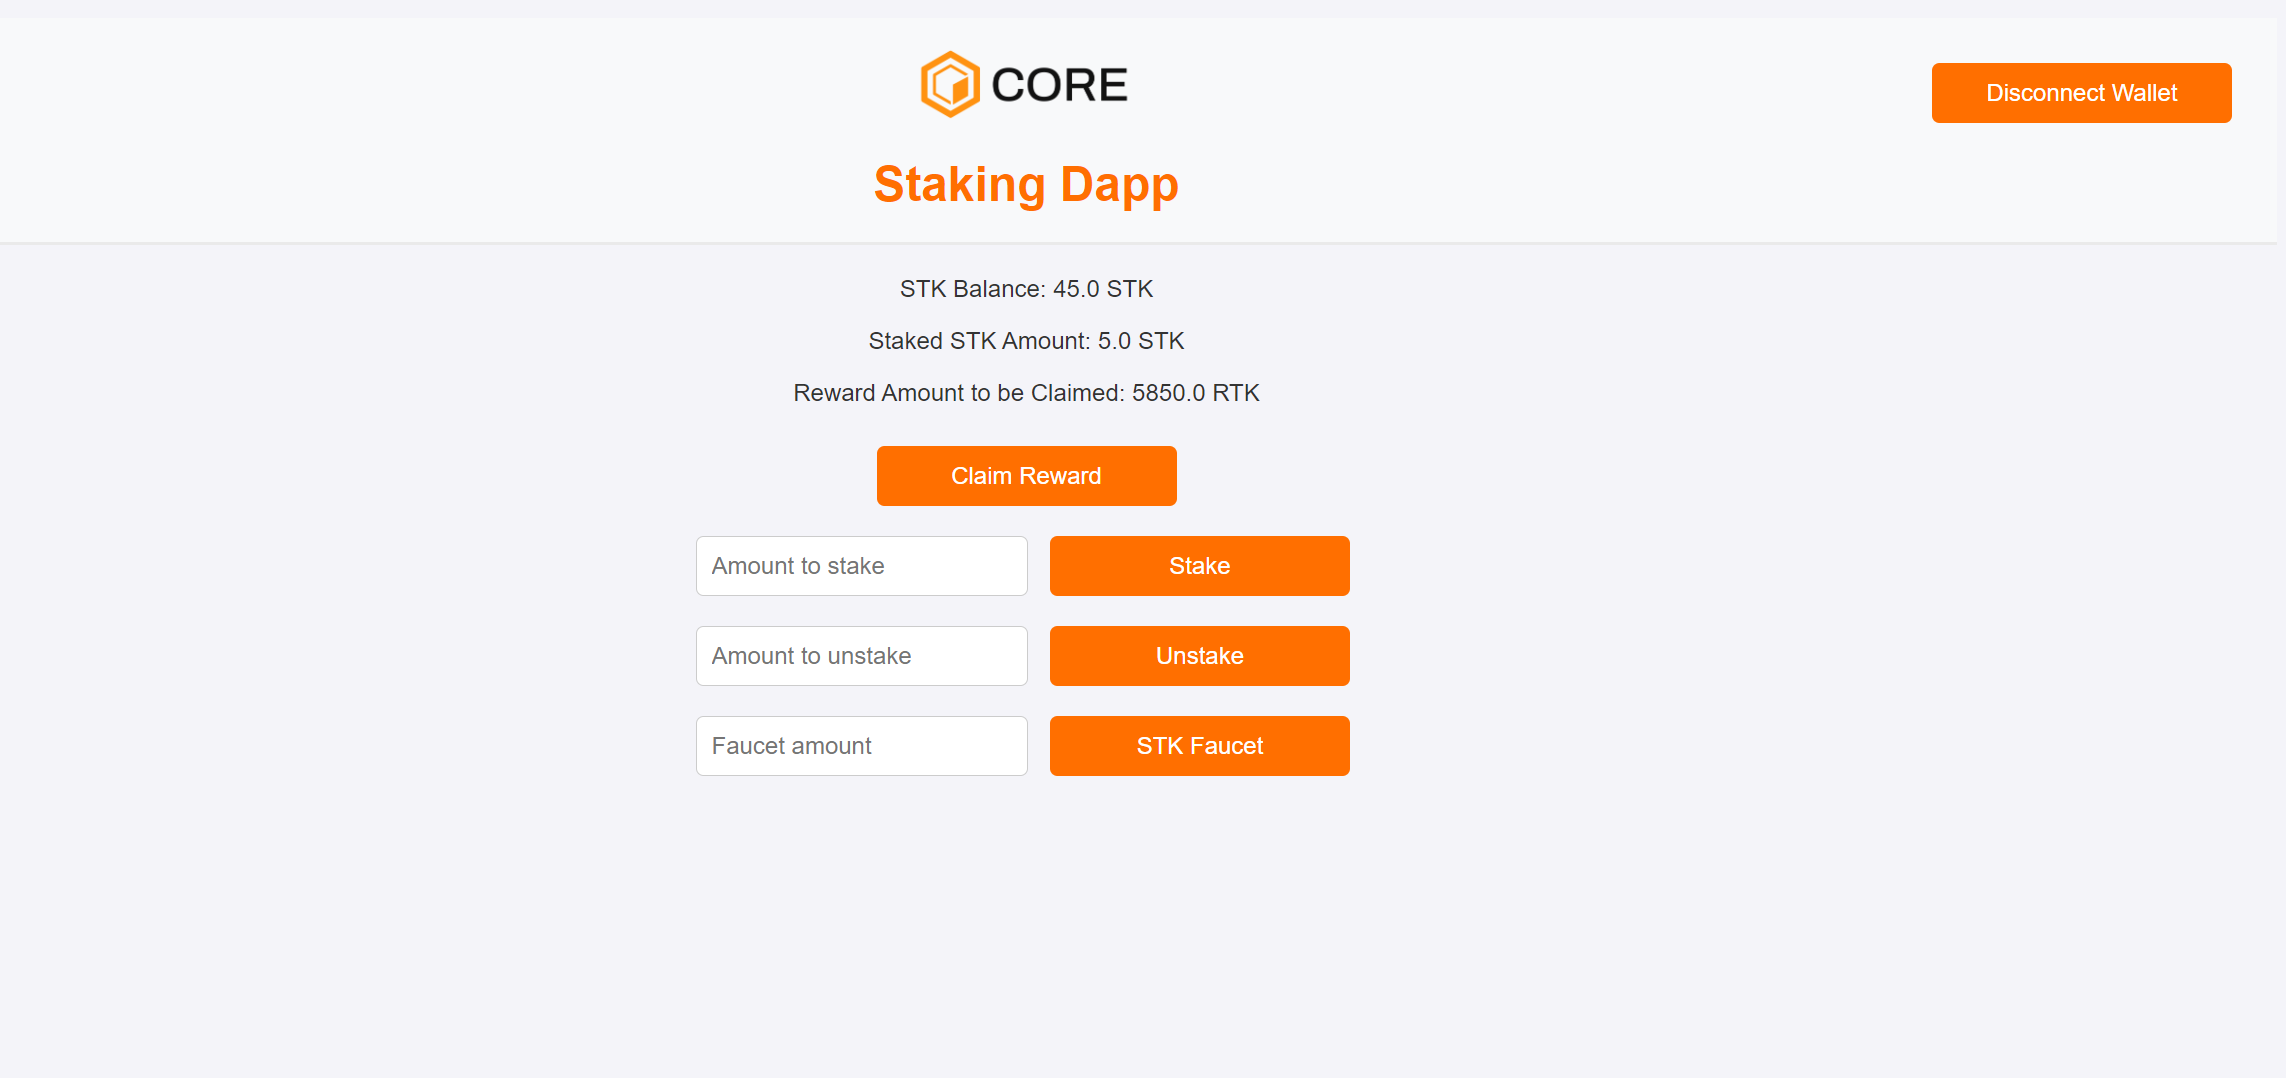 CORE
Disconnect Wallet
Staking Dapp
STK Balance: 45.0 STK
Staked STK Amount: 5.0 STK
Reward Amount to be Claimed: 5850.0 RTK
Claim Reward
Amount to stake
Stake
Amount to unstake
Unstake
Faucet amount
STK Faucet